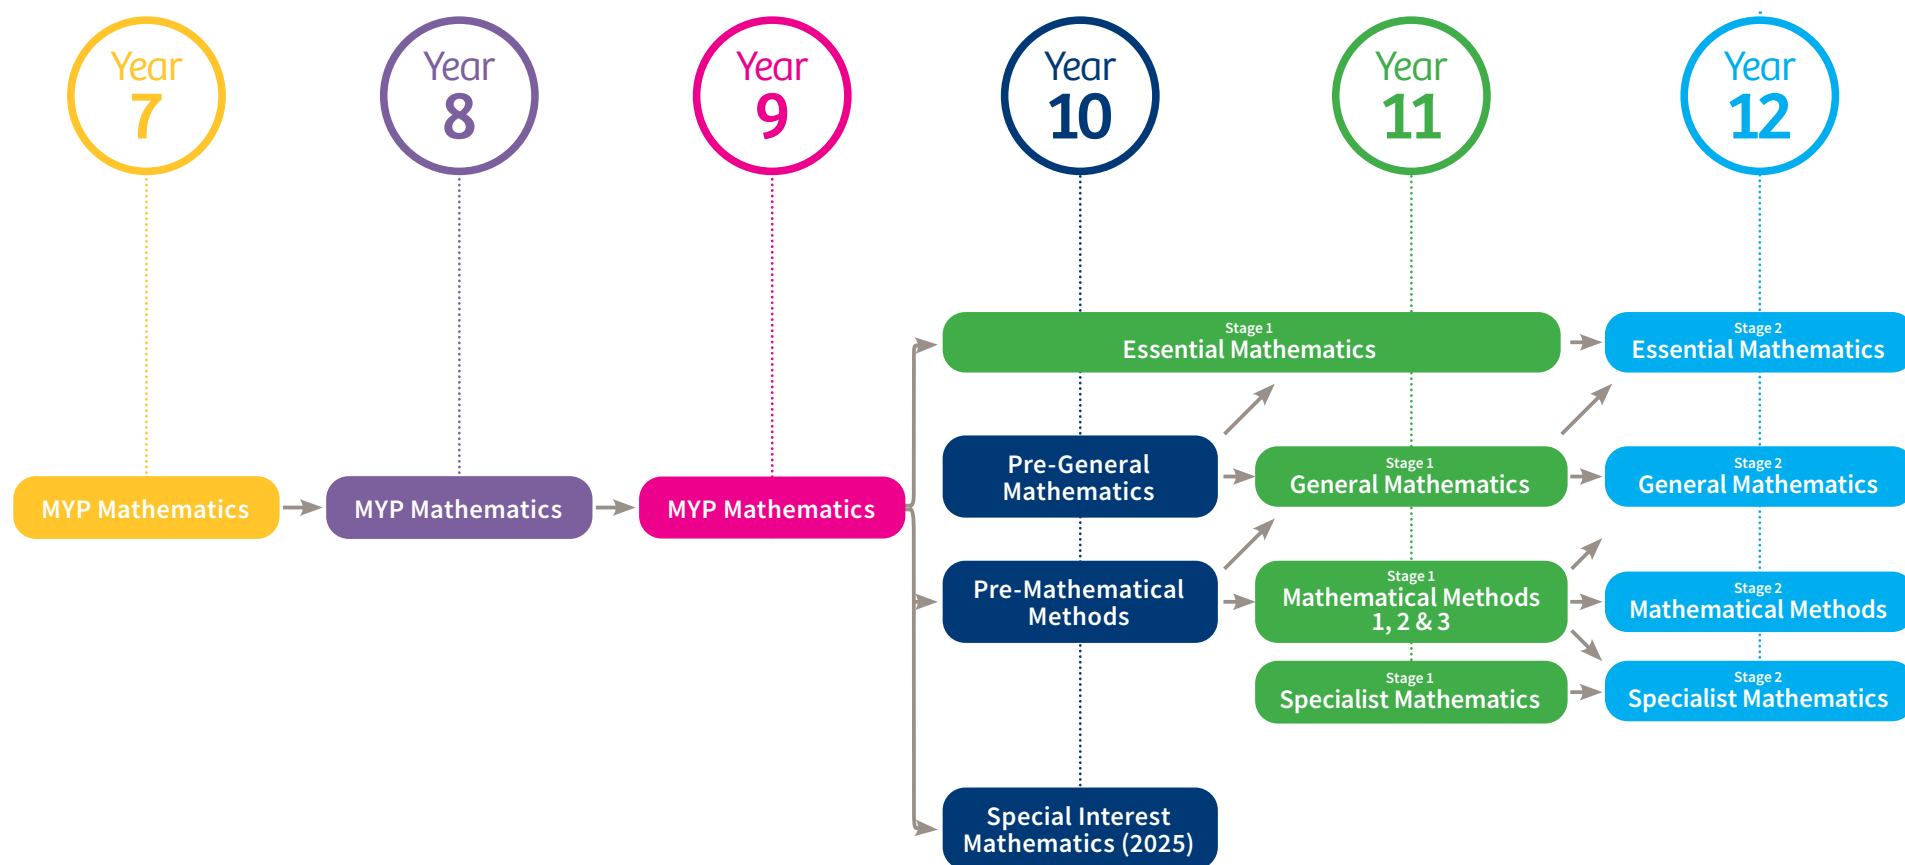 Year
7
Year
8
Year
9
Year
10
Year
11
Year
12
Stage 1
Essential Mathematics
Stage 2
Essential Mathematics
Pre-General
Mathematics
Stage 1
General Mathematics
Stage 2
General Mathematics
MYP Mathematics
MYP Mathematics
MYP Mathematics
Pre-Mathematical
Methods
Stage 1
Mathematical Methods
1, 2 & 3
Stage 2
Mathematical Methods
Stage 1
Specialist Mathematics
Stage 2
Specialist Mathematics
Special Interest
Mathematics (2025)